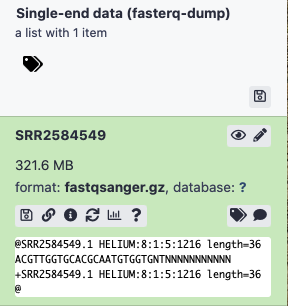 Single-end data (fasterq-dump)
a list with 1 item
SRR2584549
321.6 MB
format: fastqsanger.gz, database: ?
@SRR2584549.1 HELIUM:8:1:5:1216 length=36
ACGTTGGTGCACGCAATGTGGTGNTNNNNNNNNNNN
+SRR2584549.1 HELIUM:8:1:5:1216 length=36
@